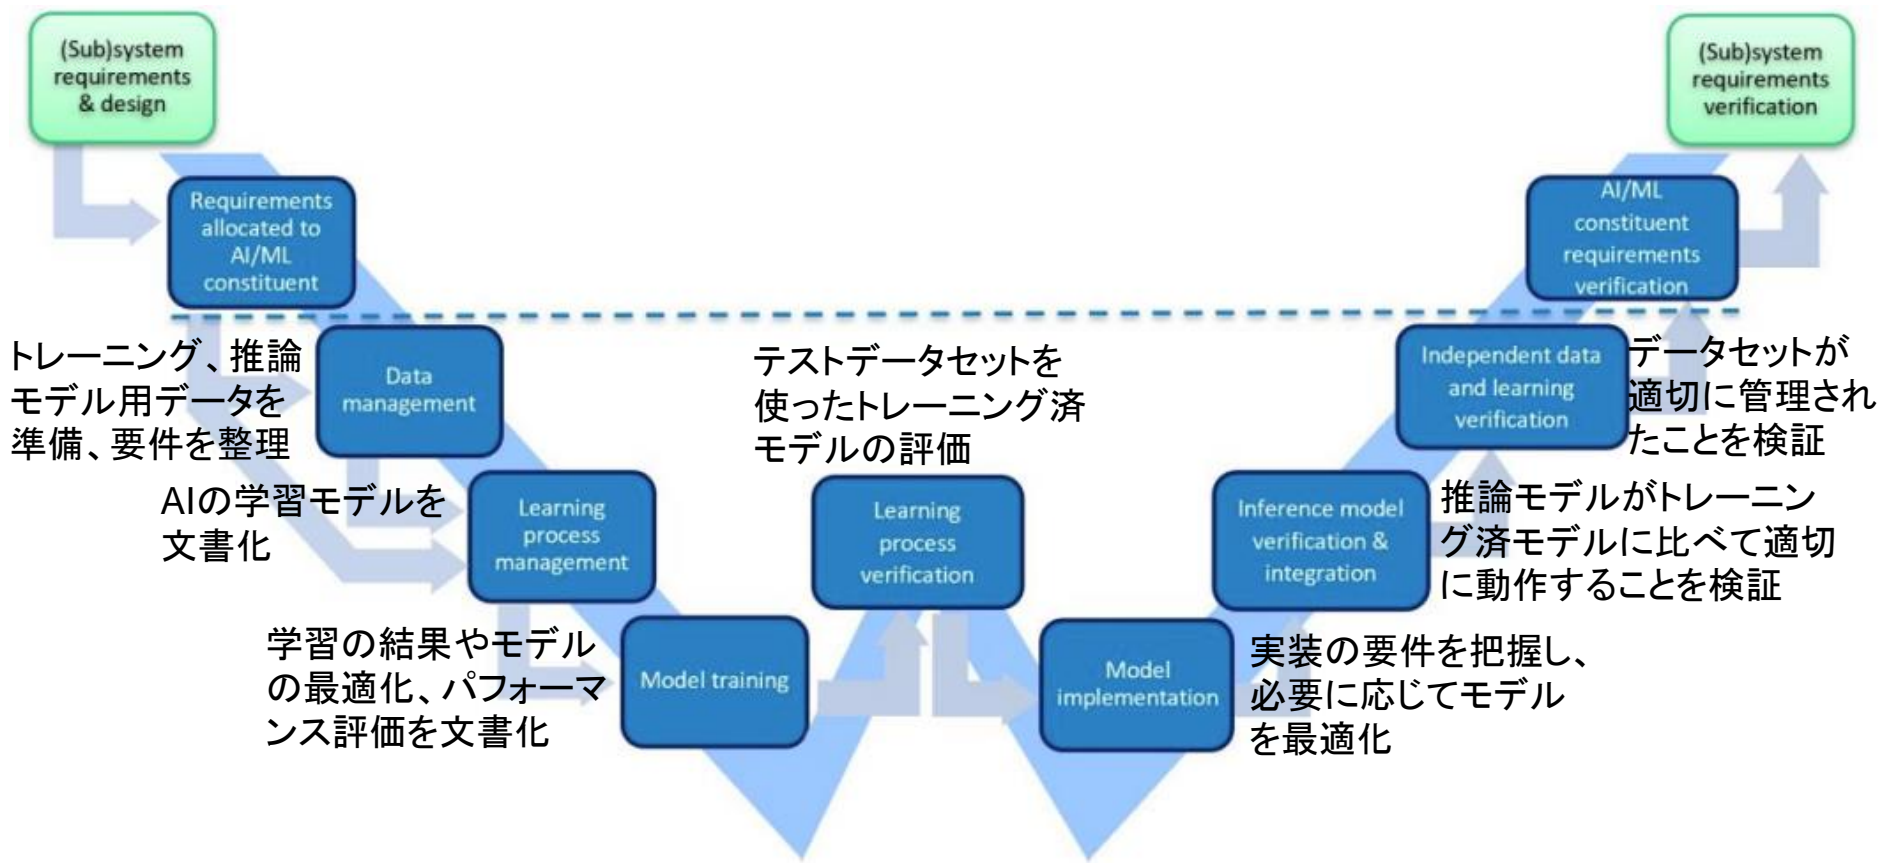 (Sub)system
requirements
& design
(Sub)system
requirements
verification
Requirements
allocated to
AI/ML
constituent
AI/ML
constituent
requirements
verification
トレーニング、推論
モデル用データを
準備、要件を整理
Data
management
テストデータセットを
使ったトレーニング済
モデルの評価
Independent data
and learning
verification
データセットが
適切に管理され
たことを検証
AIの学習モデルを
文書化
Learning
process
management
Learning
process
verification
Inference model
verification &
integration
推論モデルがトレーニン
グ済モデルに比べて適切
に動作することを検証
学習の結果やモデル
の最適化、パフォーマ
ンス評価を文書化
Model training
Model
implementation
実装の要件を把握し、
必要に応じてモデル
を最適化